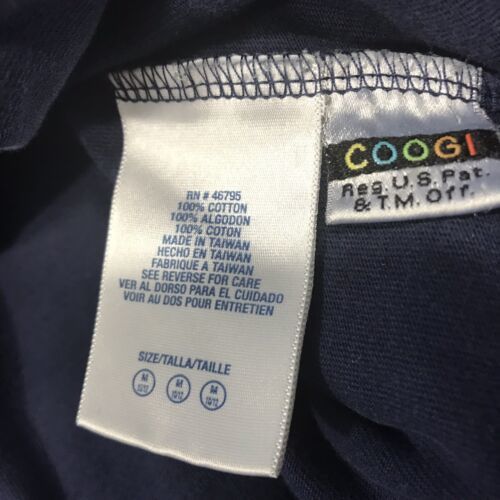 RN # 46795
100% COTTON
100% ALGODON
100% COTON
MADE IN TAIWAN
HECHO EN TAIWAN
FABRIQUE A TAIWAN
SEE REVERSE FOR CARE
VER AL DORSO PARA EL CUIDADO
VOIR AU DOS POUR ENTRETIEN
SIZE/TALLA/TAILLE
M M M
COOGI
Reg. U.S. Pat.
& T.M. Off.